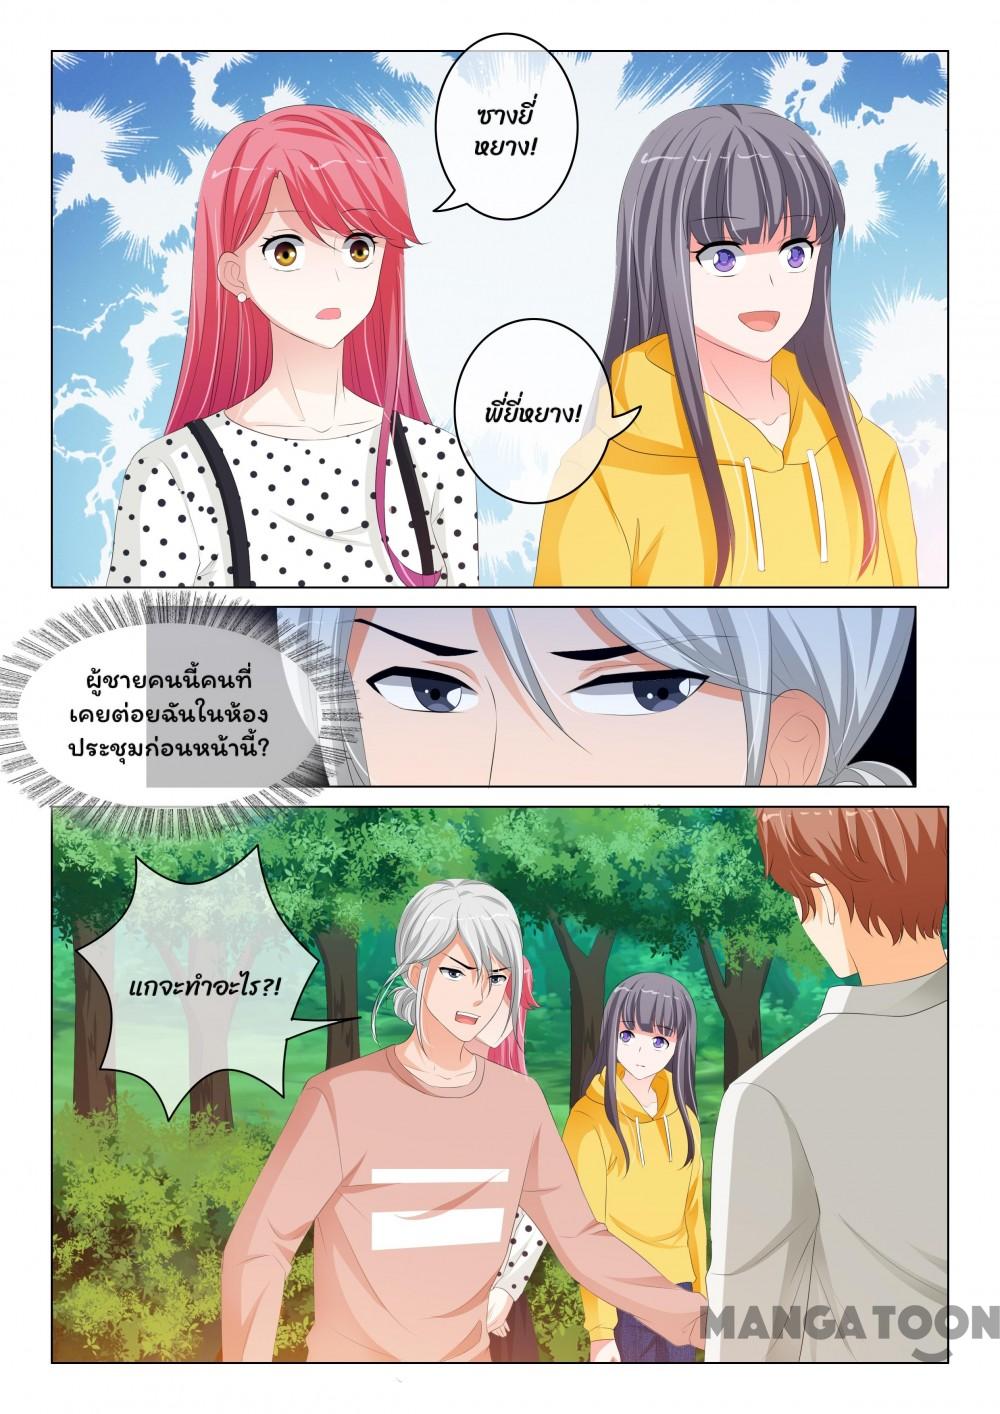 ซางยี่
หยาง!
พี่ยี่หยาง!
ผู้ชายคนนี้คนที่
เคยต่อยฉันในห้อง
ประชุมก่อนหน้านี้?
แกจะทำอะไร?!
MANGATOON